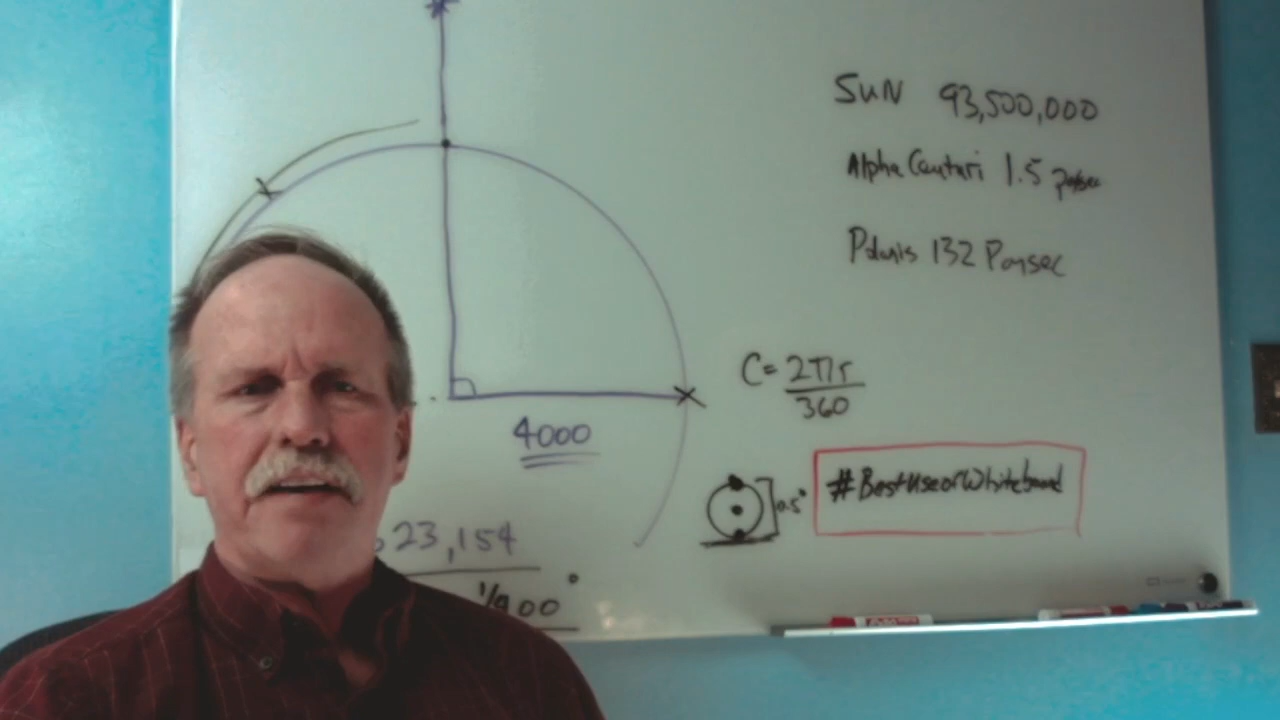 SUN 93,500,000
Alpha Centari 1.5 parsec
Polaris 132 Parsec
C= 2πr
360
4000
0.5°
#BestUseofWhiteboard
23,154
1/900°